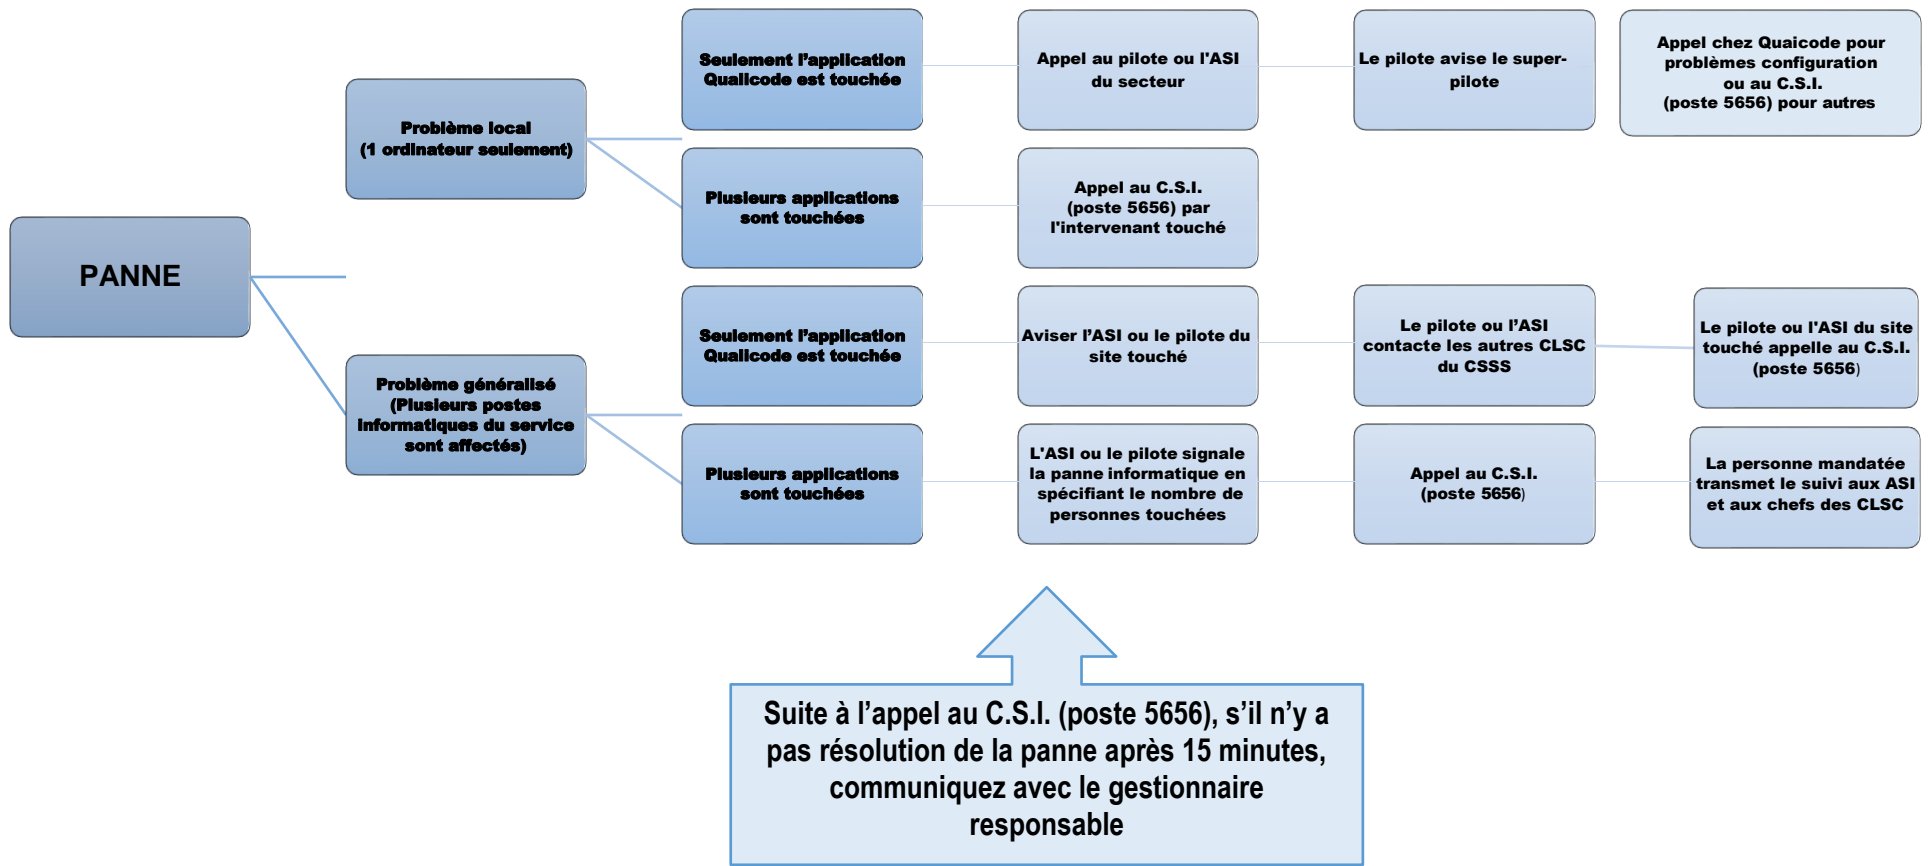 PANNE
Problème local
(1 ordinateur seulement)
Seulement l'application
Qualicode est touchée
Appel au pilote ou l'ASI
du secteur
Le pilote avise le super-
pilote
Appel chez Quaicode pour
problèmes configuration
ou au C.S.I.
(poste 5656) pour autres
Plusieurs applications
sont touchées
Appel au C.S.I.
(poste 5656) par
l'intervenant touché
Problème généralisé
(Plusieurs postes
informatiques du service
sont affectés)
Seulement l'application
Qualicode est touchée
Aviser l'ASI ou le pilote du
site touché
Le pilote ou l'ASI
contacte les autres CLSC
du CSSS
Le pilote ou l'ASI du site
touché appelle au C.S.I.
(poste 5656)
Plusieurs applications
sont touchées
L'ASI ou le pilote signale
la panne informatique en
spécifiant le nombre de
personnes touchées
Appel au C.S.I.
(poste 5656)
La personne mandatée
transmet le suivi aux ASI
et aux chefs des CLSC
Suite à l'appel au C.S.I. (poste 5656), s'il n'y a
pas résolution de la panne après 15 minutes,
communiquez avec le gestionnaire
responsable